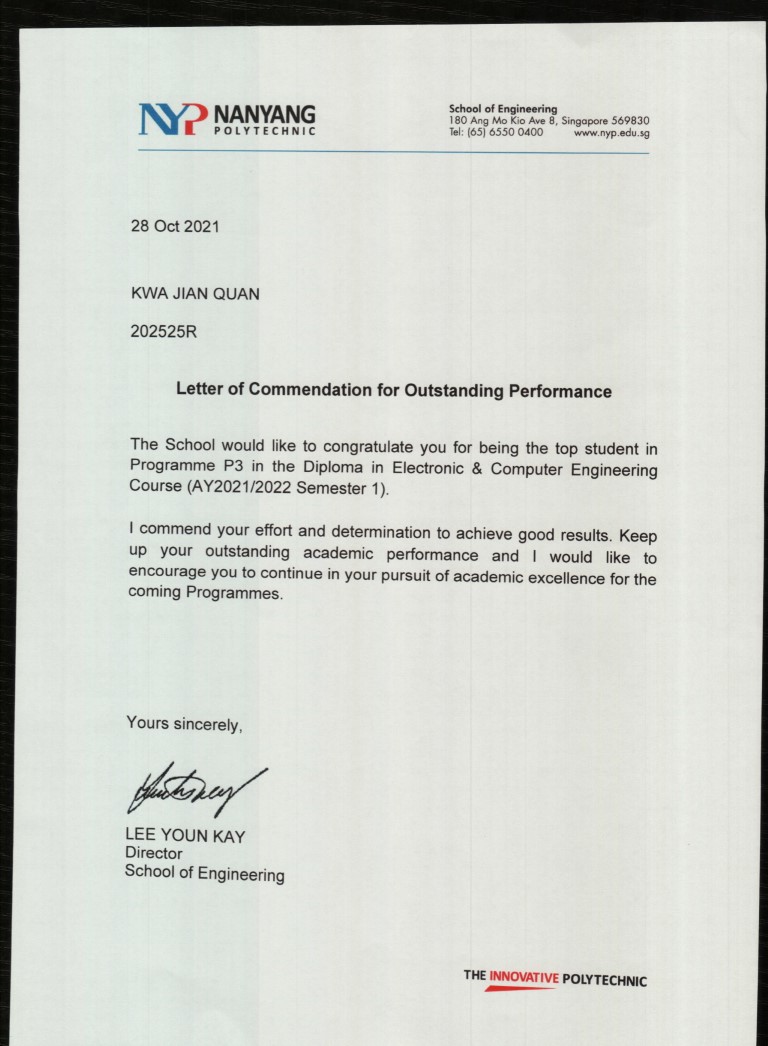 NYP NANYANG
POLYTECHNIC
School of Engineering
180 Ang Mo Kio Ave 8, Singapore 569830
Tel: (65) 6550 0400 www.nyp.edu.sg
28 Oct 2021
KWA JIAN QUAN
202525R
Letter of Commendation for Outstanding Performance
The School would like to congratulate you for being the top student in
Programme P3 in the Diploma in Electronic & Computer Engineering
Course (AY2021/2022 Semester 1).
I commend your effort and determination to achieve good results. Keep
up your outstanding academic performance and I would like to
encourage you to continue in your pursuit of academic excellence for the
coming Programmes.
Yours sincerely,
LEE YOUN KAY
Director
School of Engineering
THE INNOVATIVE POLYTECHNIC